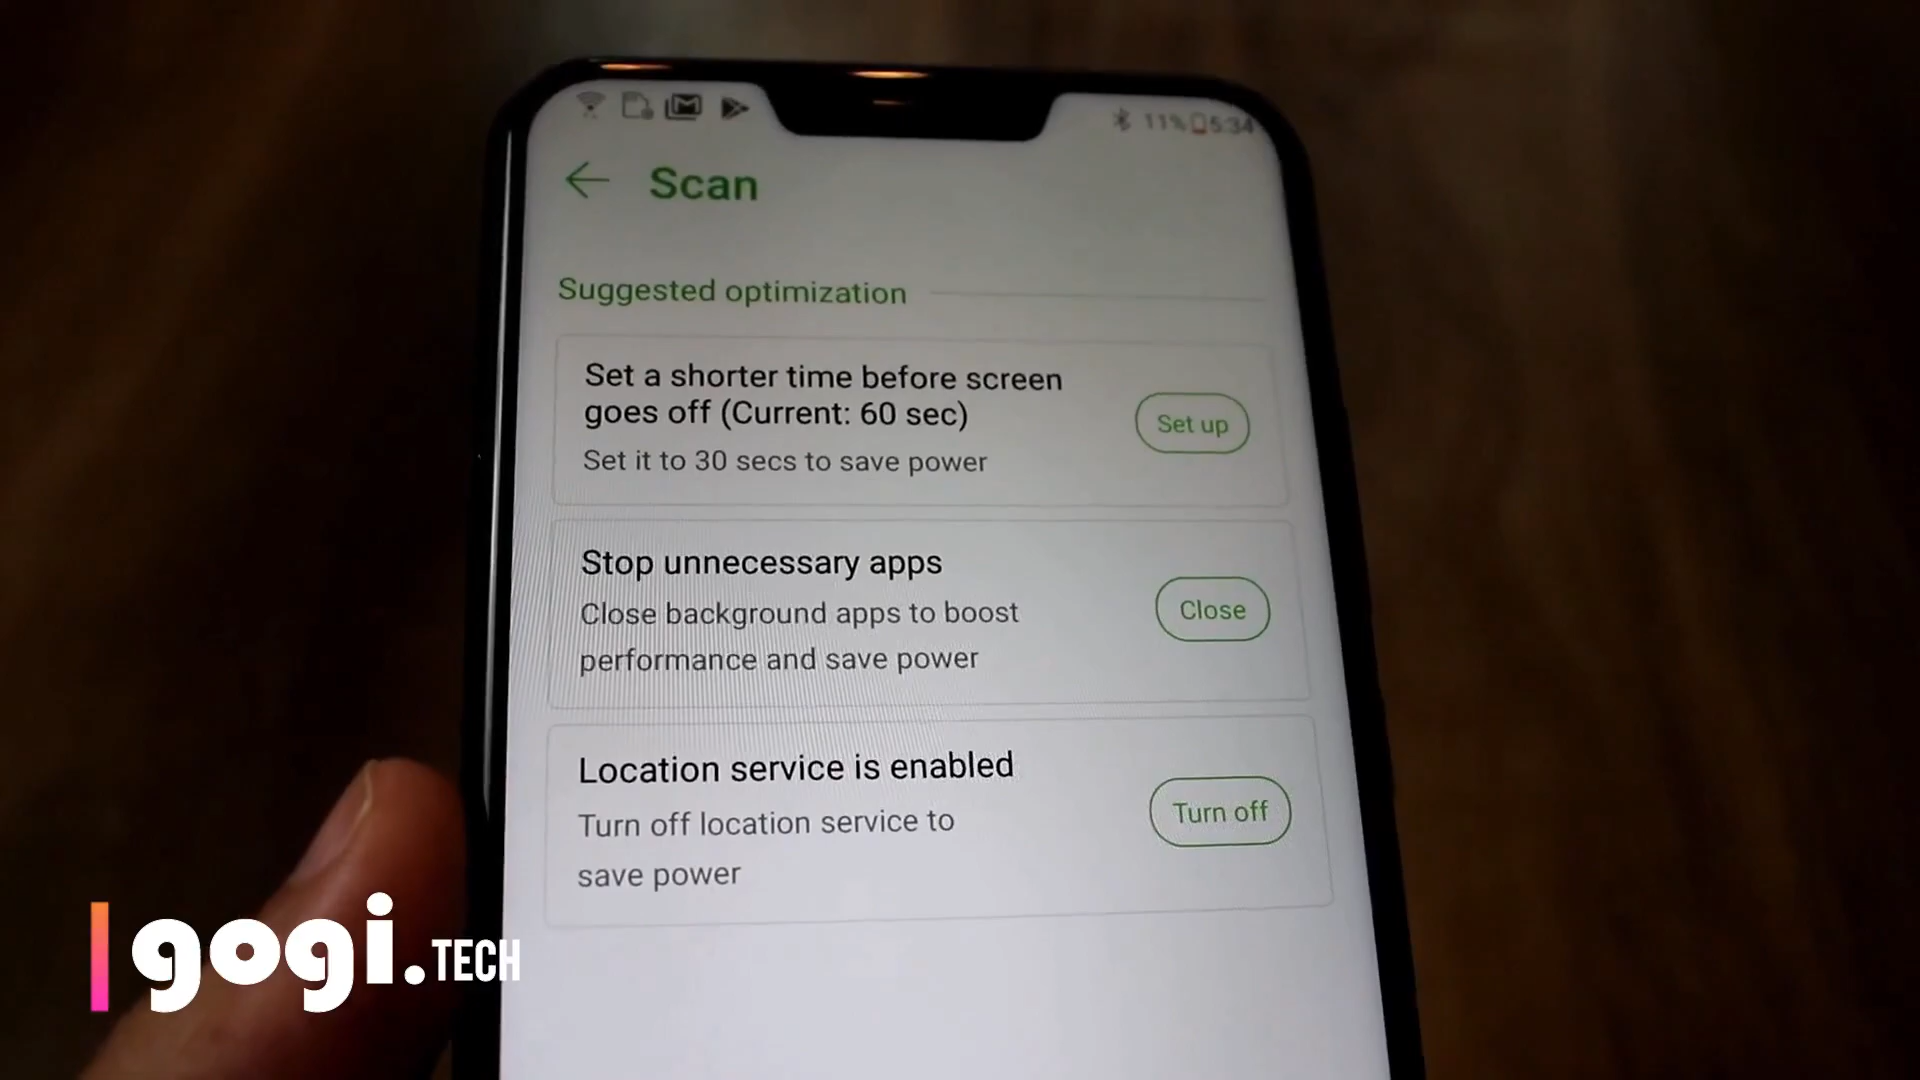 11% 5:34
Scan
Suggested optimization
Set a shorter time before screen
goes off (Current: 60 sec)
Set it to 30 secs to save power
Set up
Stop unnecessary apps
Close background apps to boost
performance and save power
Close
Location service is enabled
Turn off location service to
save power
Turn off
gogi.TECH